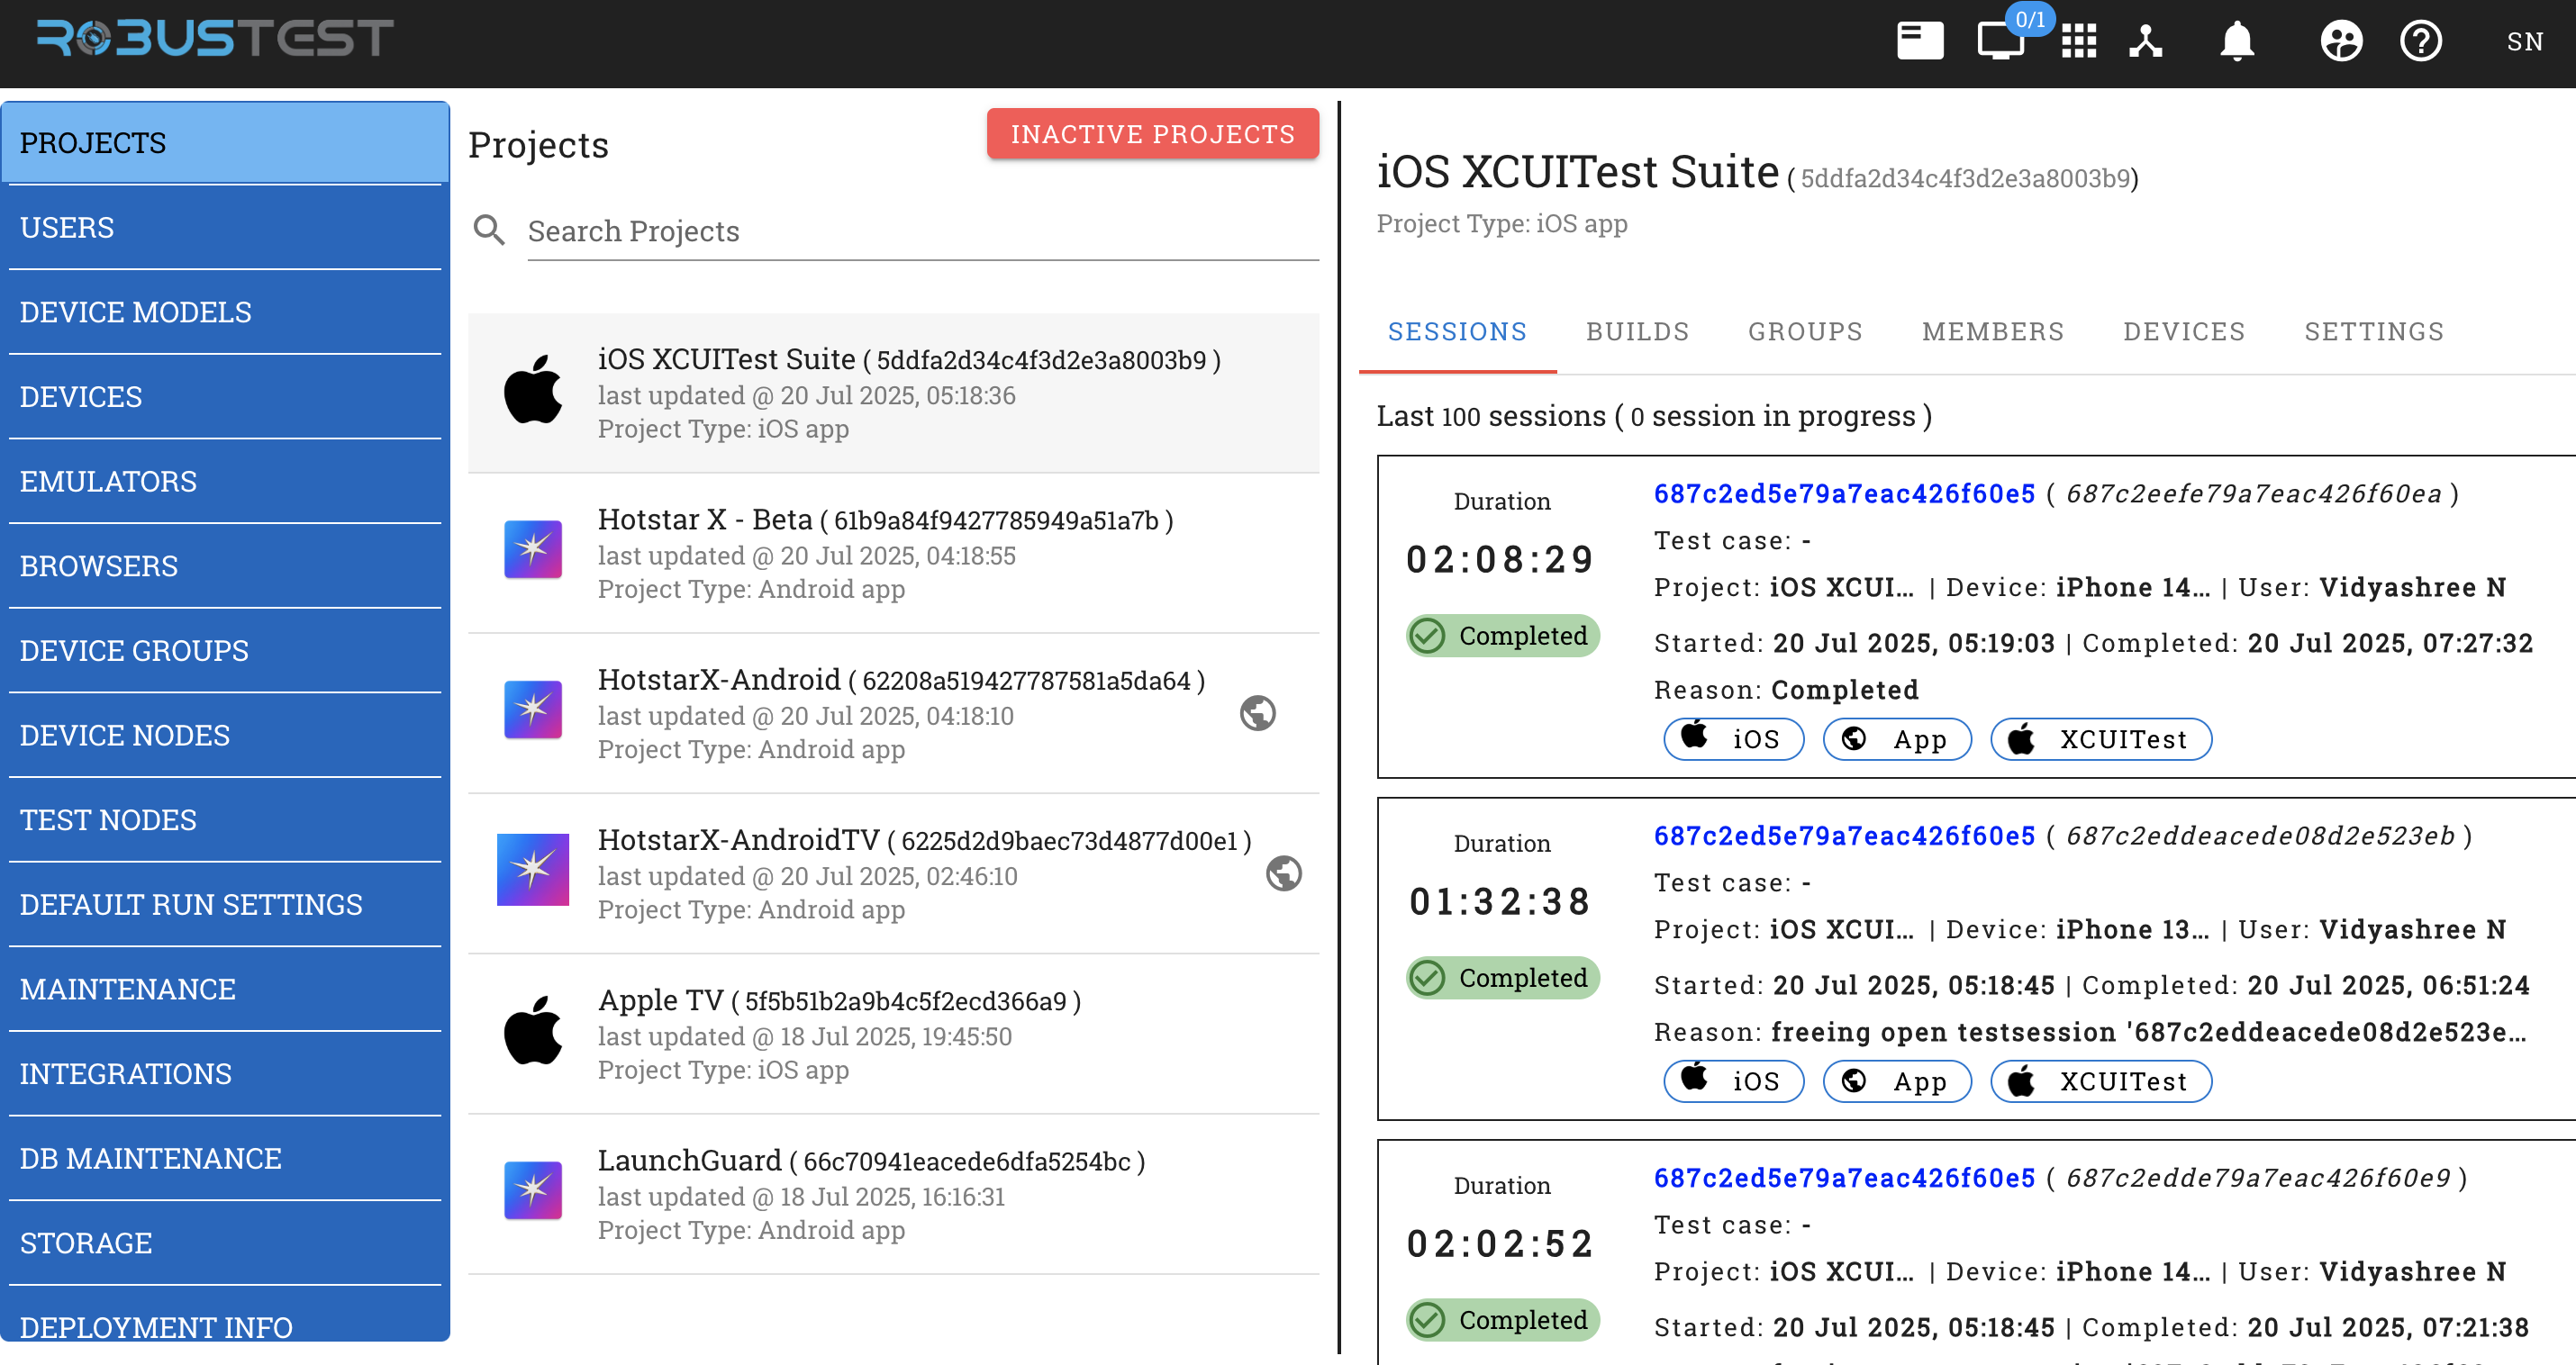 ROBUSTEST
0/1
SN
PROJECTS
USERS
DEVICE MODELS
DEVICES
EMULATORS
BROWSERS
DEVICE GROUPS
DEVICE NODES
TEST NODES
DEFAULT RUN SETTINGS
MAINTENANCE
INTEGRATIONS
DB MAINTENANCE
STORAGE
DEPLOYMENT INFO
Projects
INACTIVE PROJECTS
Search Projects
iOS XCUITest Suite ( 5ddfa2d34c4f3d2e3a8003b9 )
last updated @ 20 Jul 2025, 05:18:36
Project Type: iOS app
Hotstar X - Beta ( 61b9a84f9427785949a51a7b )
last updated @ 20 Jul 2025, 04:18:55
Project Type: Android app
HotstarX-Android ( 62208a519427787581a5da64 )
last updated @ 20 Jul 2025, 04:18:10
Project Type: Android app
HotstarX-AndroidTV ( 6225d2d9baec73d4877d00e1 )
last updated @ 20 Jul 2025, 02:46:10
Project Type: Android app
Apple TV ( 5f5b51b2a9b4c5f2ecd366a9 )
last updated @ 18 Jul 2025, 19:45:50
Project Type: iOS app
LaunchGuard ( 66c70941eacede6dfa5254bc )
last updated @ 18 Jul 2025, 16:16:31
Project Type: Android app
iOS XCUITest Suite ( 5ddfa2d34c4f3d2e3a8003b9)
Project Type: iOS app
SESSIONS BUILDS GROUPS MEMBERS DEVICES SETTINGS
Last 100 sessions ( 0 session in progress )
Duration
02:08:29
Completed
687c2ed5e79a7eac426f60e5 ( 687c2eefe79a7eac426f60ea )
Test case: -
Project: iOS XCUI... | Device: iPhone 14... | User: Vidyashree N
Started: 20 Jul 2025, 05:19:03 | Completed: 20 Jul 2025, 07:27:32
Reason: Completed
iOS App XCUITest
Duration
01:32:38
Completed
687c2ed5e79a7eac426f60e5 ( 687c2eddeacede08d2e523eb )
Test case: -
Project: iOS XCUI... | Device: iPhone 13... | User: Vidyashree N
Started: 20 Jul 2025, 05:18:45 | Completed: 20 Jul 2025, 06:51:24
Reason: freeing open testsession '687c2eddeacede08d2e523e...
iOS App XCUITest
Duration
02:02:52
Completed
687c2ed5e79a7eac426f60e5 ( 687c2edde79a7eac426f60e9 )
Test case: -
Project: iOS XCUI... | Device: iPhone 14... | User: Vidyashree N
Started: 20 Jul 2025, 05:18:45 | Completed: 20 Jul 2025, 07:21:38